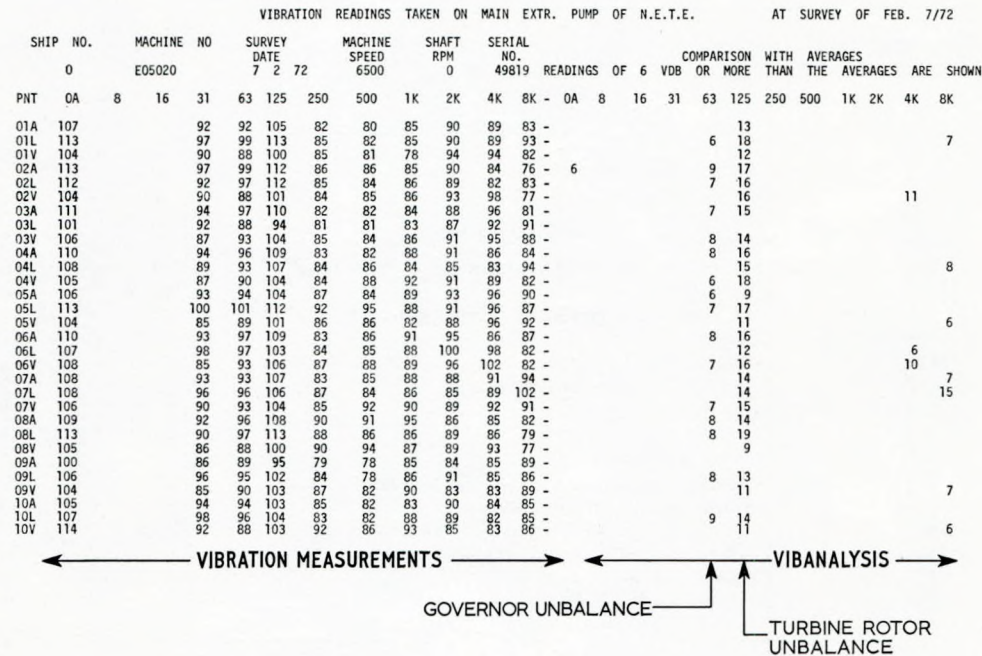 VIBRATION READINGS TAKEN ON MAIN EXTR. PUMP OF N.E.T.E. AT SURVEY OF FEB. 7/72
SHIP NO. MACHINE NO SURVEY MACHINE SHAFT SERIAL
DATE SPEED RPM NO. COMPARISON WITH AVERAGES
0 E05020 7 2 72 6500 0 49819 READINGS OF 6 VDB OR MORE THAN THE AVERAGES ARE SHOWN
PNT OA 8 16 31 63 125 250 500 1K 2K 4K 8K - OA 8 16 31 63 125 250 500 1K 2K 4K 8K
01A 107 92 92 105 82 80 85 90 89 83 - 13
01L 113 97 99 113 85 82 85 90 89 93 - 6 18 7
01V 104 90 88 100 85 81 78 94 94 82 - 12
02A 113 97 99 112 86 86 85 90 84 76 - 6 9 17
02L 112 92 97 112 85 84 86 89 82 83 - 7 16
02V 104 90 88 101 84 85 86 93 98 77 - 16 11
03A 111 94 97 110 82 82 84 88 96 81 - 7 15
03L 101 92 88 94 81 81 83 87 92 91 -
03V 106 87 93 104 85 84 86 91 95 88 - 8 14
04A 110 94 96 109 83 82 88 91 86 84 - 8 16
04L 108 89 93 107 84 86 84 85 83 94 - 15 8
04V 105 87 90 104 84 88 92 91 89 82 - 6 18
05A 106 93 94 104 87 84 89 93 96 90 - 6 9
05L 113 100 101 112 92 95 88 91 96 87 - 7 17
05V 104 85 89 101 86 86 82 88 96 92 - 11 6
06A 110 93 97 109 83 86 91 95 86 87 - 8 16
06L 107 98 97 103 84 85 88 100 98 82 - 12 6
06V 108 85 93 106 87 88 89 96 102 82 - 7 16 10
07A 108 93 93 107 83 85 88 88 91 94 - 14 7
07L 108 96 96 106 87 84 86 85 89 102 - 14 15
07V 106 90 93 104 85 92 90 89 92 91 - 7 15
08A 109 92 96 108 90 91 95 86 85 82 - 8 14
08L 113 90 97 113 88 86 86 89 86 79 - 8 19
08V 105 86 88 100 90 94 87 89 93 77 - 9
09A 100 86 89 95 79 78 85 84 85 89 -
09L 106 96 95 102 84 78 86 91 85 86 - 8 13
09V 104 85 90 103 87 82 90 83 83 89 - 11 7
10A 105 94 94 103 85 82 83 90 84 85 -
10L 107 98 96 104 83 82 88 89 82 85 - 9 14
10V 114 92 88 103 92 86 93 85 83 86 - 11 6
VIBRATION MEASUREMENTS VIBANALYSIS
GOVERNOR UNBALANCE
TURBINE ROTOR
UNBALANCE